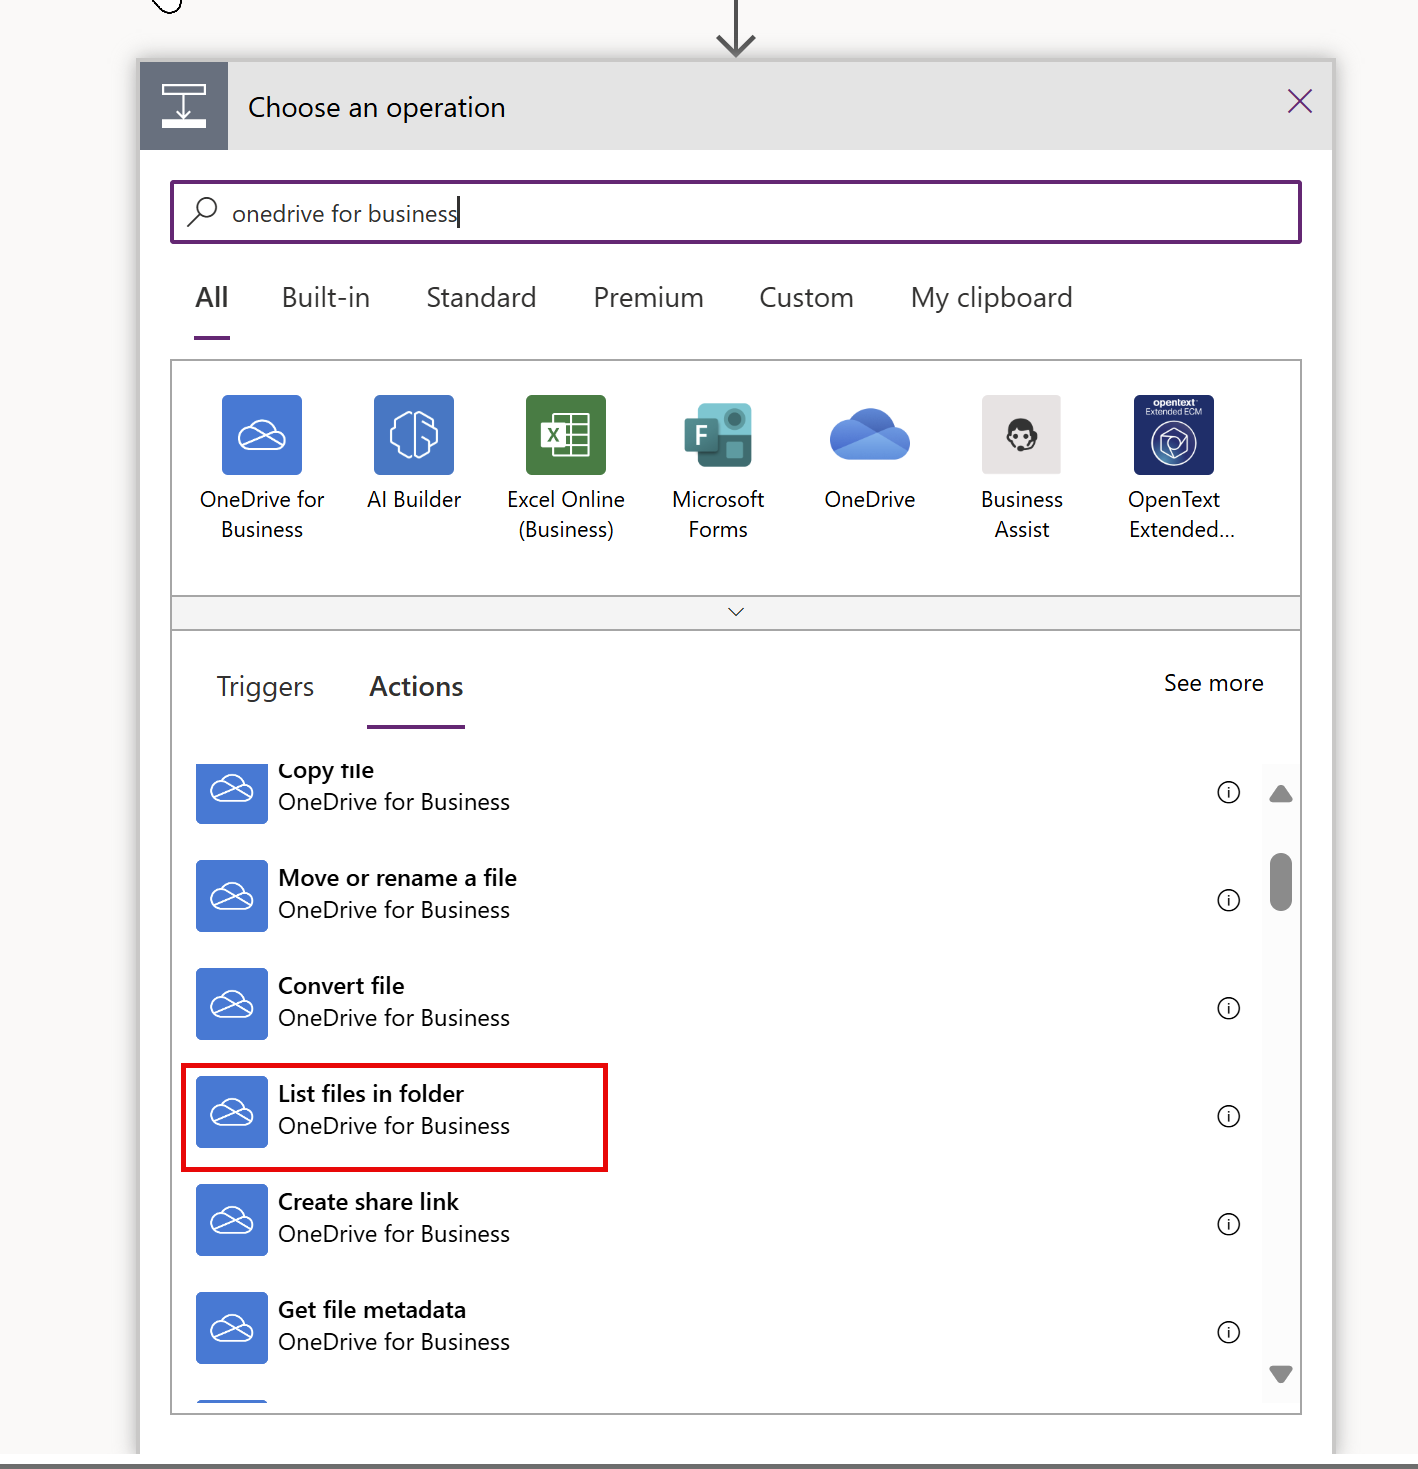 Choose an operation
onedrive for business
All Built-in Standard Premium Custom My clipboard
OneDrive for
Business
AI Builder
Excel Online
(Business)
Microsoft
Forms
OneDrive
Business
Assist
opentext
Extended ECM
OpenText
Extended...
Triggers Actions See more
Copy file
OneDrive for Business
Move or rename a file
OneDrive for Business
Convert file
OneDrive for Business
List files in folder
OneDrive for Business
Create share link
OneDrive for Business
Get file metadata
OneDrive for Business